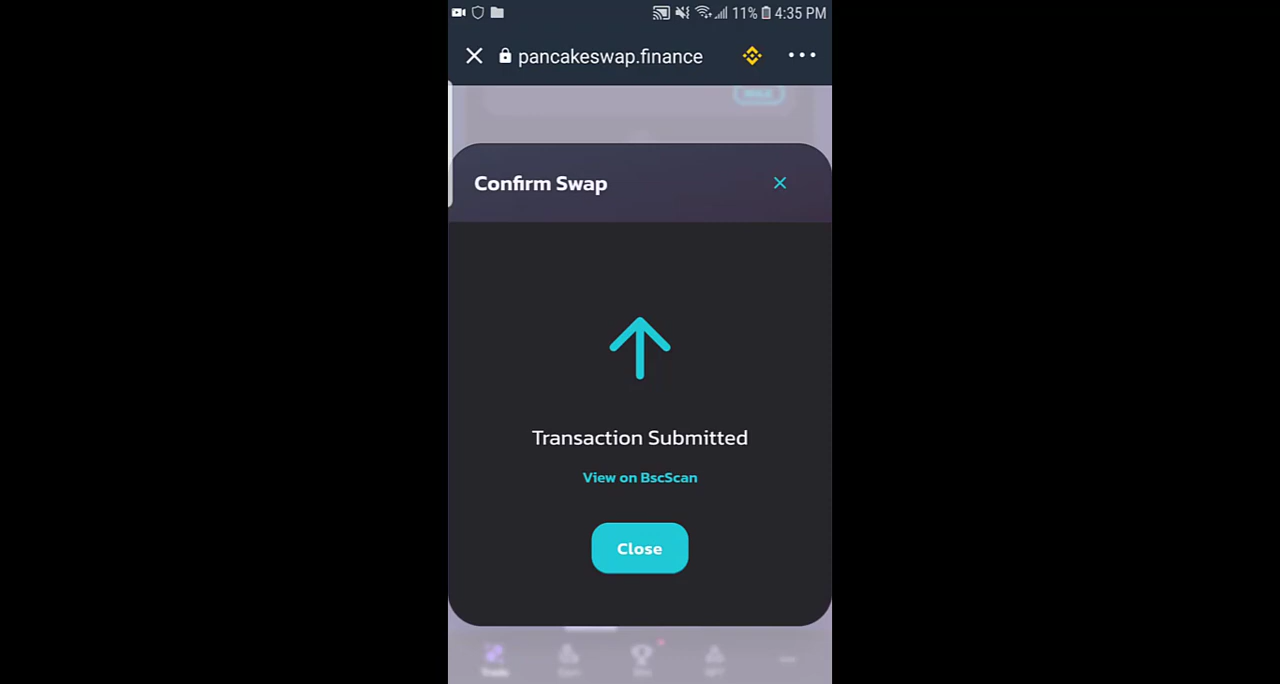 11% 4:35 PM
pancakeswap.finance
Confirm Swap
Transaction Submitted
View on BscScan
Close